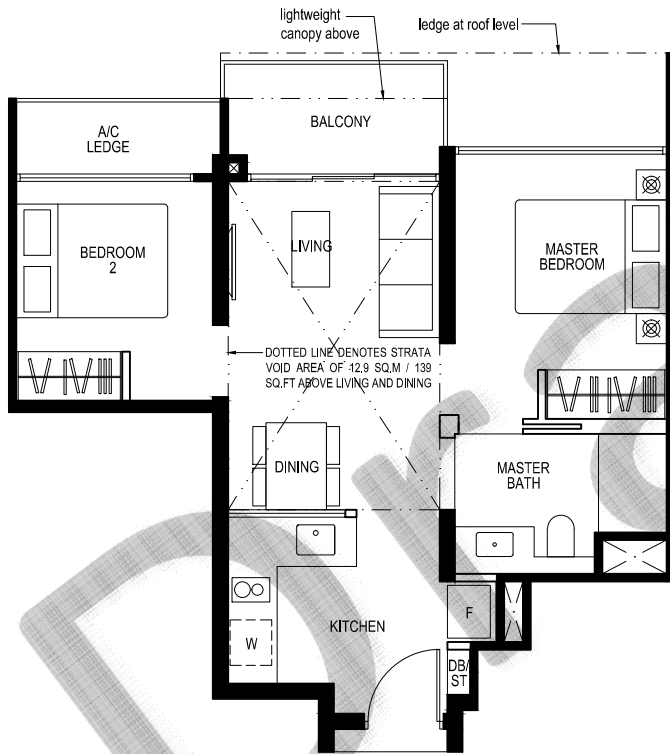 lightweight
canopy above
ledge at roof level
A/C
LEDGE
BALCONY
BEDROOM
2
LIVING
MASTER
BEDROOM
DOTTED LINE DENOTES STRATA
VOID AREA OF 12,9 SQ,M / 139
SQ.FT ABOVE LIVING AND DINING
DINING
MASTER
BATH
KITCHEN
F
W
DB/
ST